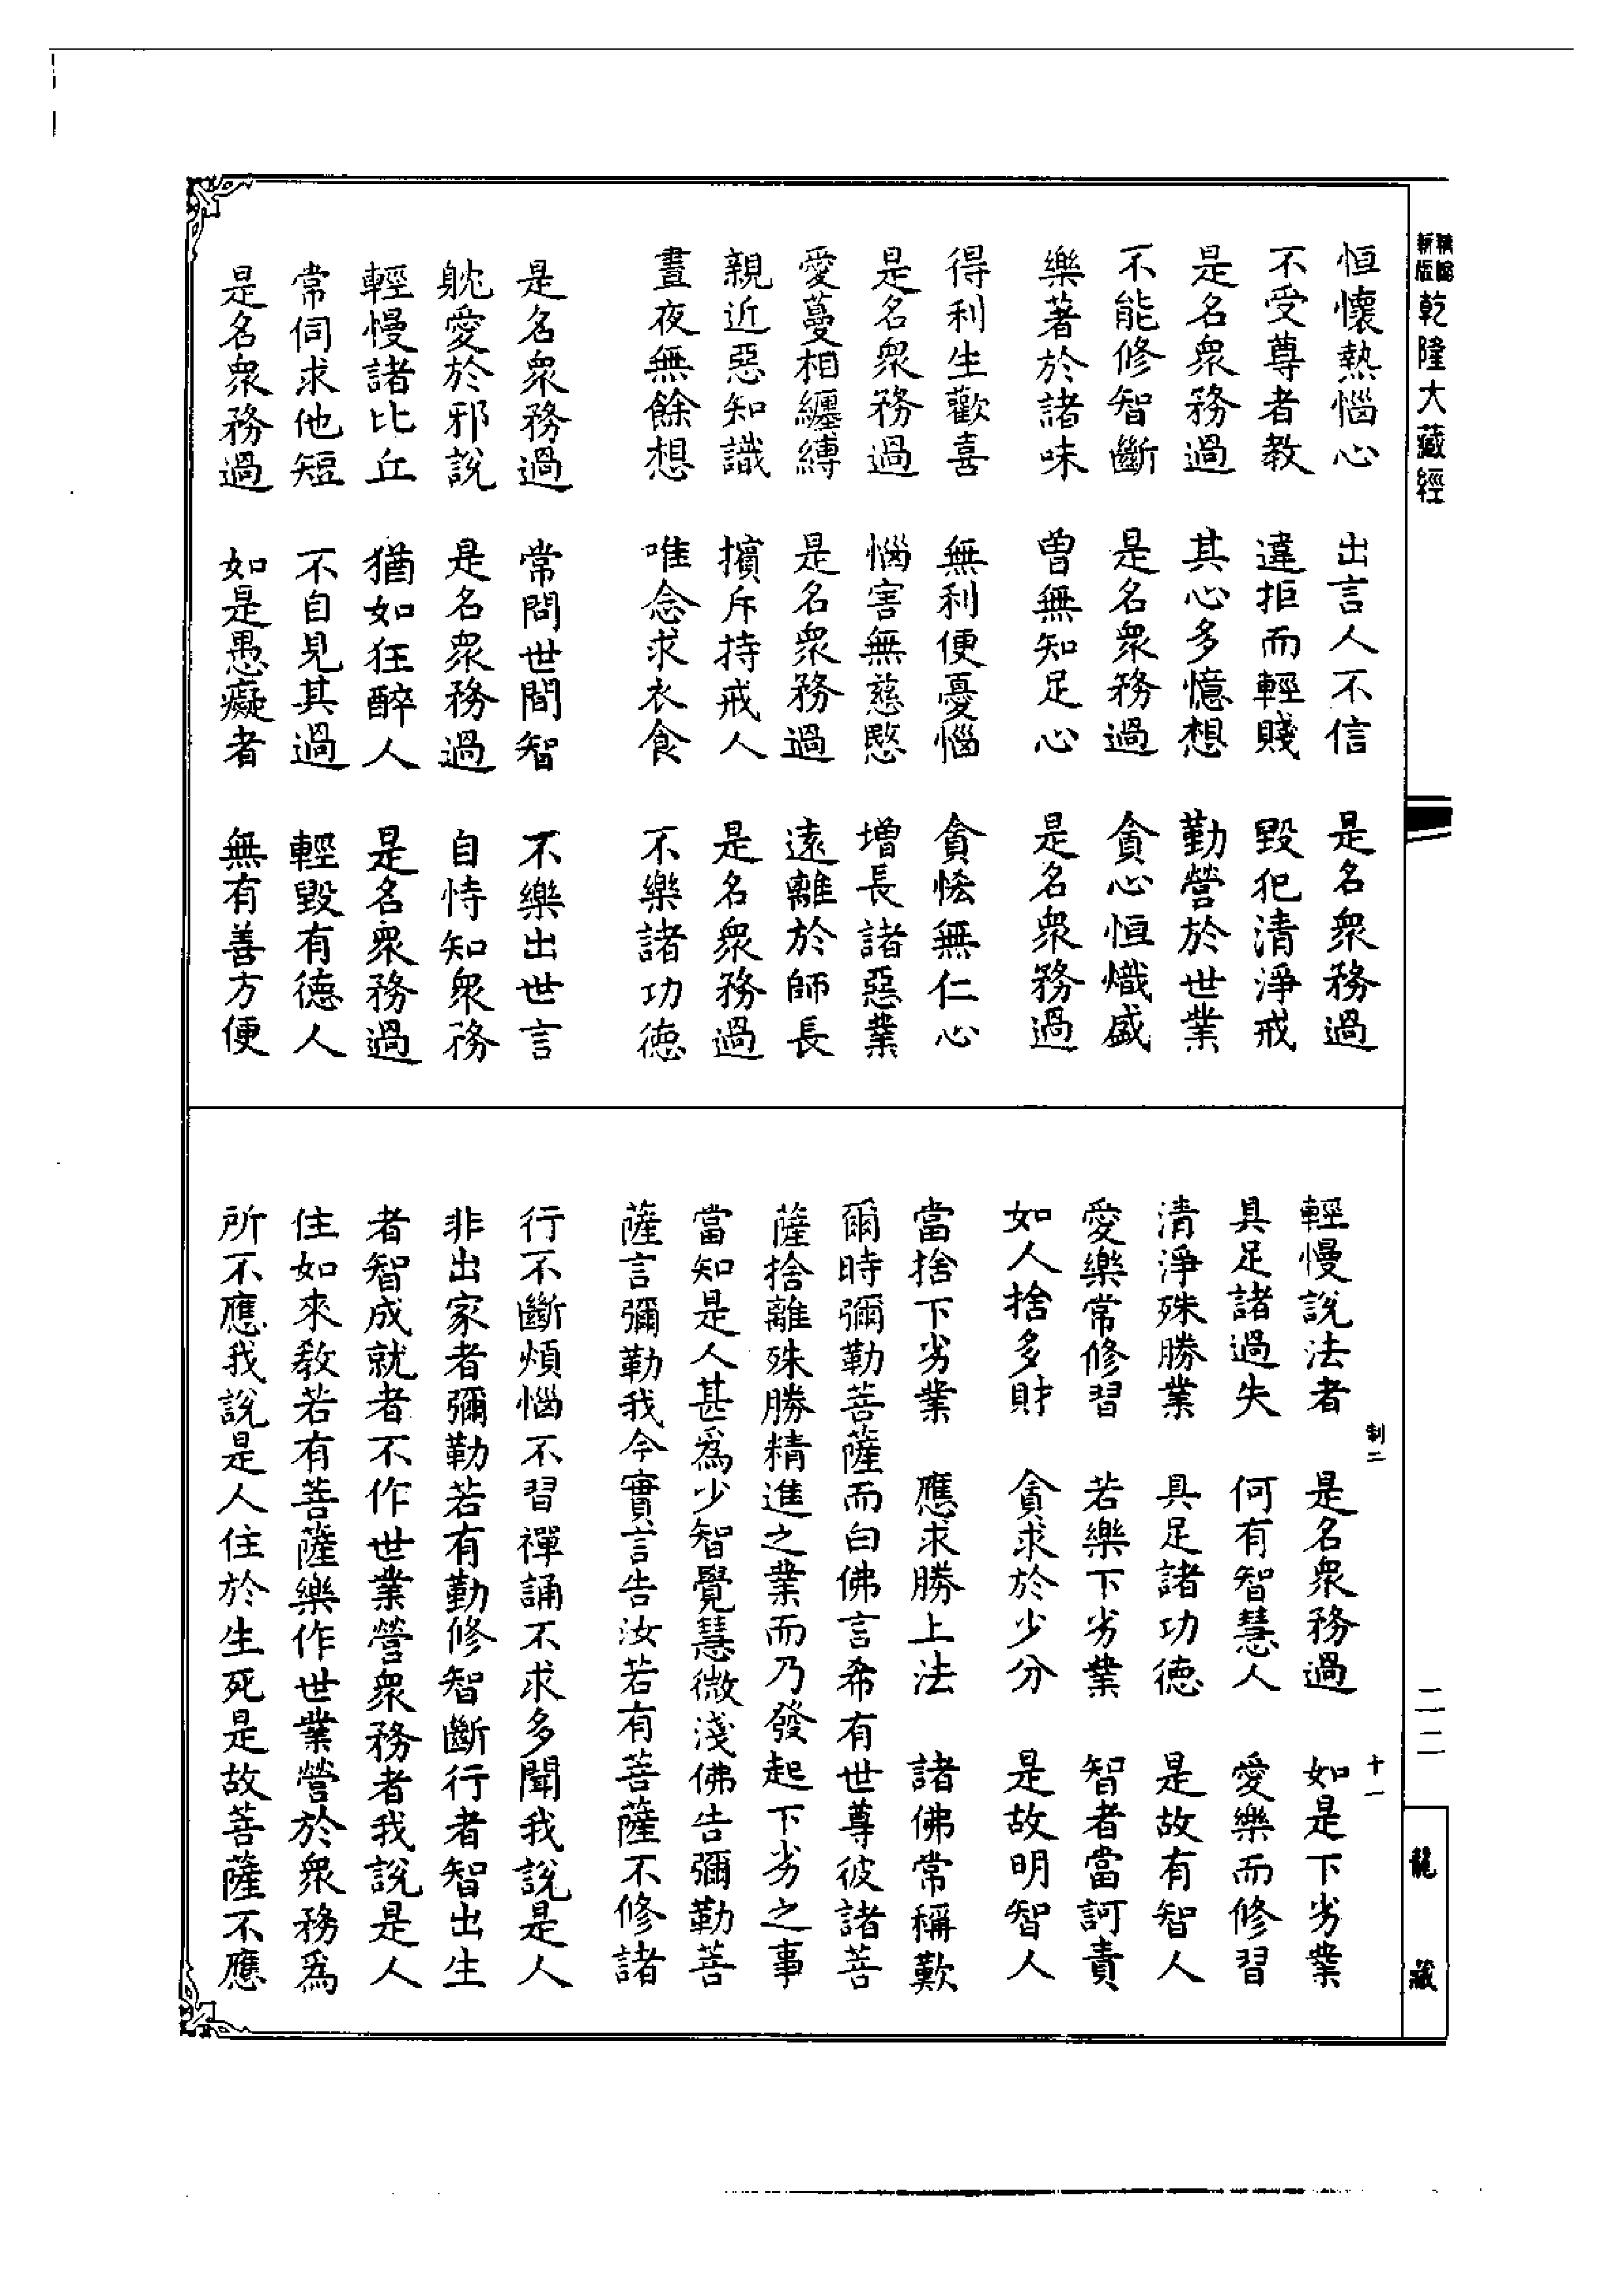 乾隆大藏經
恒懷熱惱心　出言人不信　是名衆務過
不受尊者教　違拒而輕賤　毀犯清淨戒
是名衆務過　其心多憶想　勤營於世業
不能修智斷　是名衆務過　貪心恒熾盛
樂著於諸味　曾無知足心　是名衆務過
得利生歡喜　無利便憂惱　貪恡無仁心
是名衆務過　惱害無慈愍　增長諸惡業
愛蔓相纏縛　是名衆務過　遠離於師長
親近惡知識　擯斥持戒人　是名衆務過
晝夜無餘想　唯念求衣食　不樂諸功德
是名衆務過　常問世間智　不樂出世言
躭愛於邪說　是名衆務過　自恃知衆務
輕慢諸比丘　猶如狂醉人　是名衆務過
常伺求他短　不自見其過　輕毀有德人
是名衆務過　如是愚癡者　無有善方便
輕慢說法者　是名衆務過　如是下劣業
具足諸過失　何有智慧人　愛樂而修習
清淨殊勝業　具足諸功德　是故有智人
愛樂常修習　若樂下劣業　智者當訶責
如人捨多財　貪求於少分　是故明智人
當捨下劣業　應求勝上法　諸佛常稱歎
爾時彌勒菩薩而白佛言希有世尊彼諸菩
薩捨離殊勝精進之業而乃發起下劣之事
當知是人甚爲少智覺慧微淺佛告彌勒菩
薩言彌勒我今實言告汝若有菩薩不修諸
行不斷煩惱不習禪誦不求多聞我說是人
非出家者彌勒若有勤修智斷行者智出生
者智成就者不作世業營衆務者我說是人
住如來教若有菩薩樂作世業營於衆務爲
所不應我說是人住於生死是故菩薩不應
制二
十一
二二
龍藏